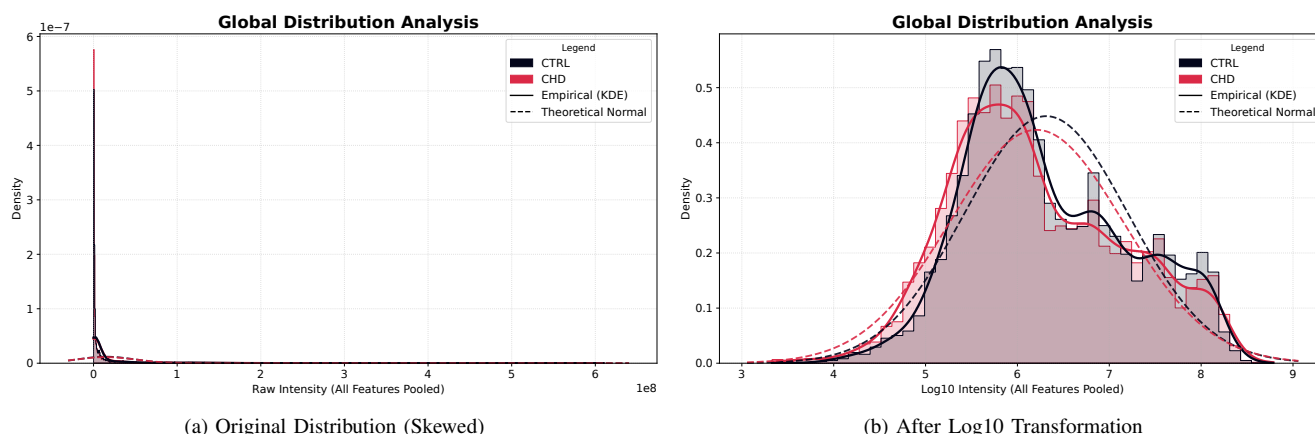 Global Distribution Analysis
1e−7
6
5
4
3
2
1
0
Density
0
1
2
3
4
5
6
1e8
Raw Intensity (All Features Pooled)
Legend
CTRL
CHD
Empirical (KDE)
Theoretical Normal
(a) Original Distribution (Skewed)
Global Distribution Analysis
0.5
0.4
0.3
0.2
0.1
0.0
Density
3
4
5
6
7
8
9
Log10 Intensity (All Features Pooled)
Legend
CTRL
CHD
Empirical (KDE)
Theoretical Normal
(b) After Log10 Transformation